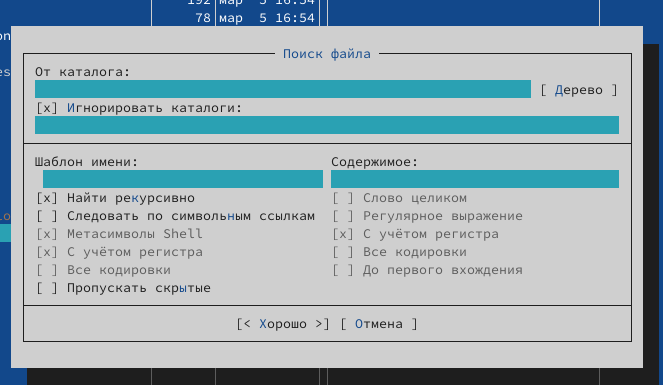 192 мар 5 16:54
78 мар 5 16:54
Поиск файла
От каталога:
[ Дерево ]
[x] Игнорировать каталоги:
Шаблон имени: Содержимое:
[x] Найти рекурсивно [ ] Слово целиком
[ ] Следовать по символьным ссылкам [ ] Регулярное выражение
[x] Метасимволы Shell [x] С учётом регистра
[x] С учётом регистра [ ] Все кодировки
[ ] Все кодировки [ ] До первого вхождения
[ ] Пропускать скрытые
[< Хорошо >] [ Отмена ]